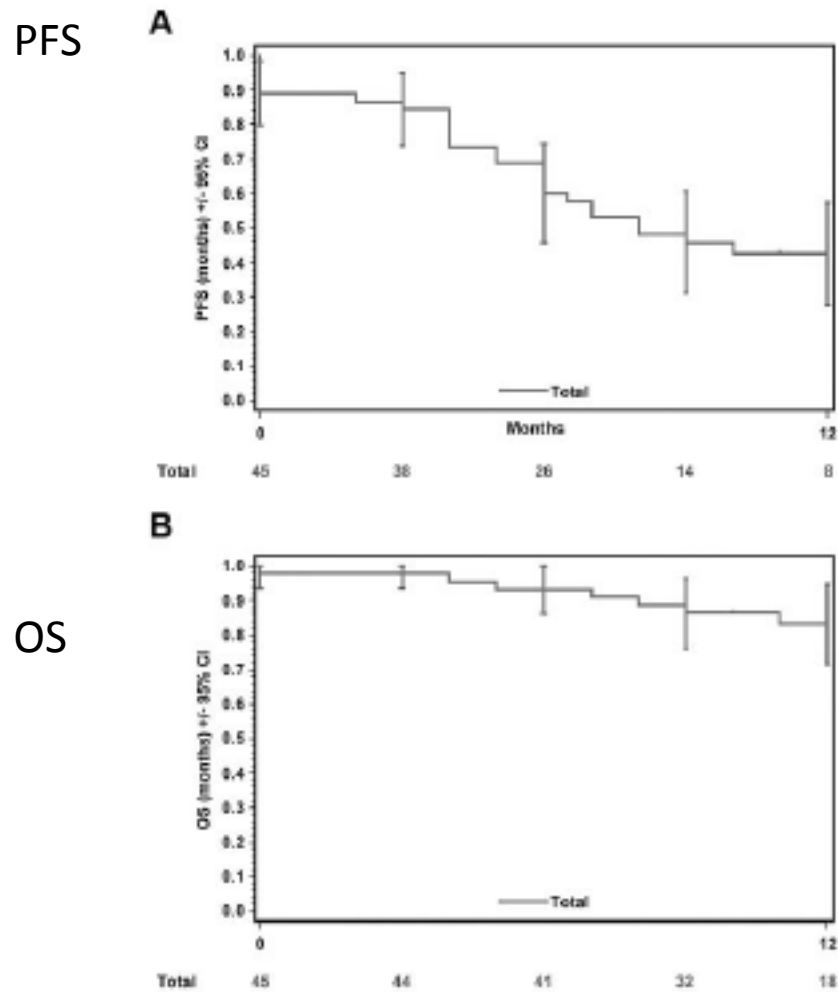 PFS
A
1.0
0.9
0.8
0.7
0.6
0.5
0.4
0.3
0.2
0.1
0.0
PFS (months) +/- 95% CI
Total
0 Months 12
Total 45 38 26 14 8
B
OS
1.0
0.9
0.8
0.7
0.6
0.5
0.4
0.3
0.2
0.1
0.0
OS (months) +/- 95% CI
Total
0 12
Total 45 44 41 32 18